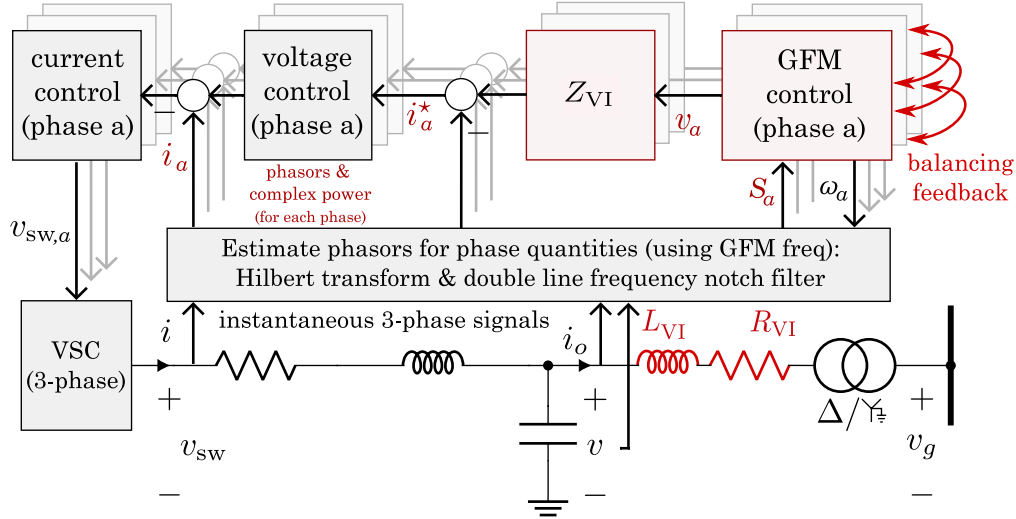 current
control
(phase a)
voltage
control
(phase a)
Z_VI
GFM
control
(phase a)
−
i_a
i_a^⋆
−
v_a
phasors &
complex power
(for each phase)
S_a
ω_a
balancing
feedback
v_sw,a
Estimate phasors for phase quantities (using GFM freq):
Hilbert transform & double line frequency notch filter
VSC
(3-phase)
i
instantaneous 3-phase signals
i_o
L_VI
R_VI
Δ/
+
v_sw
−
+
v
−
+
v_g
−